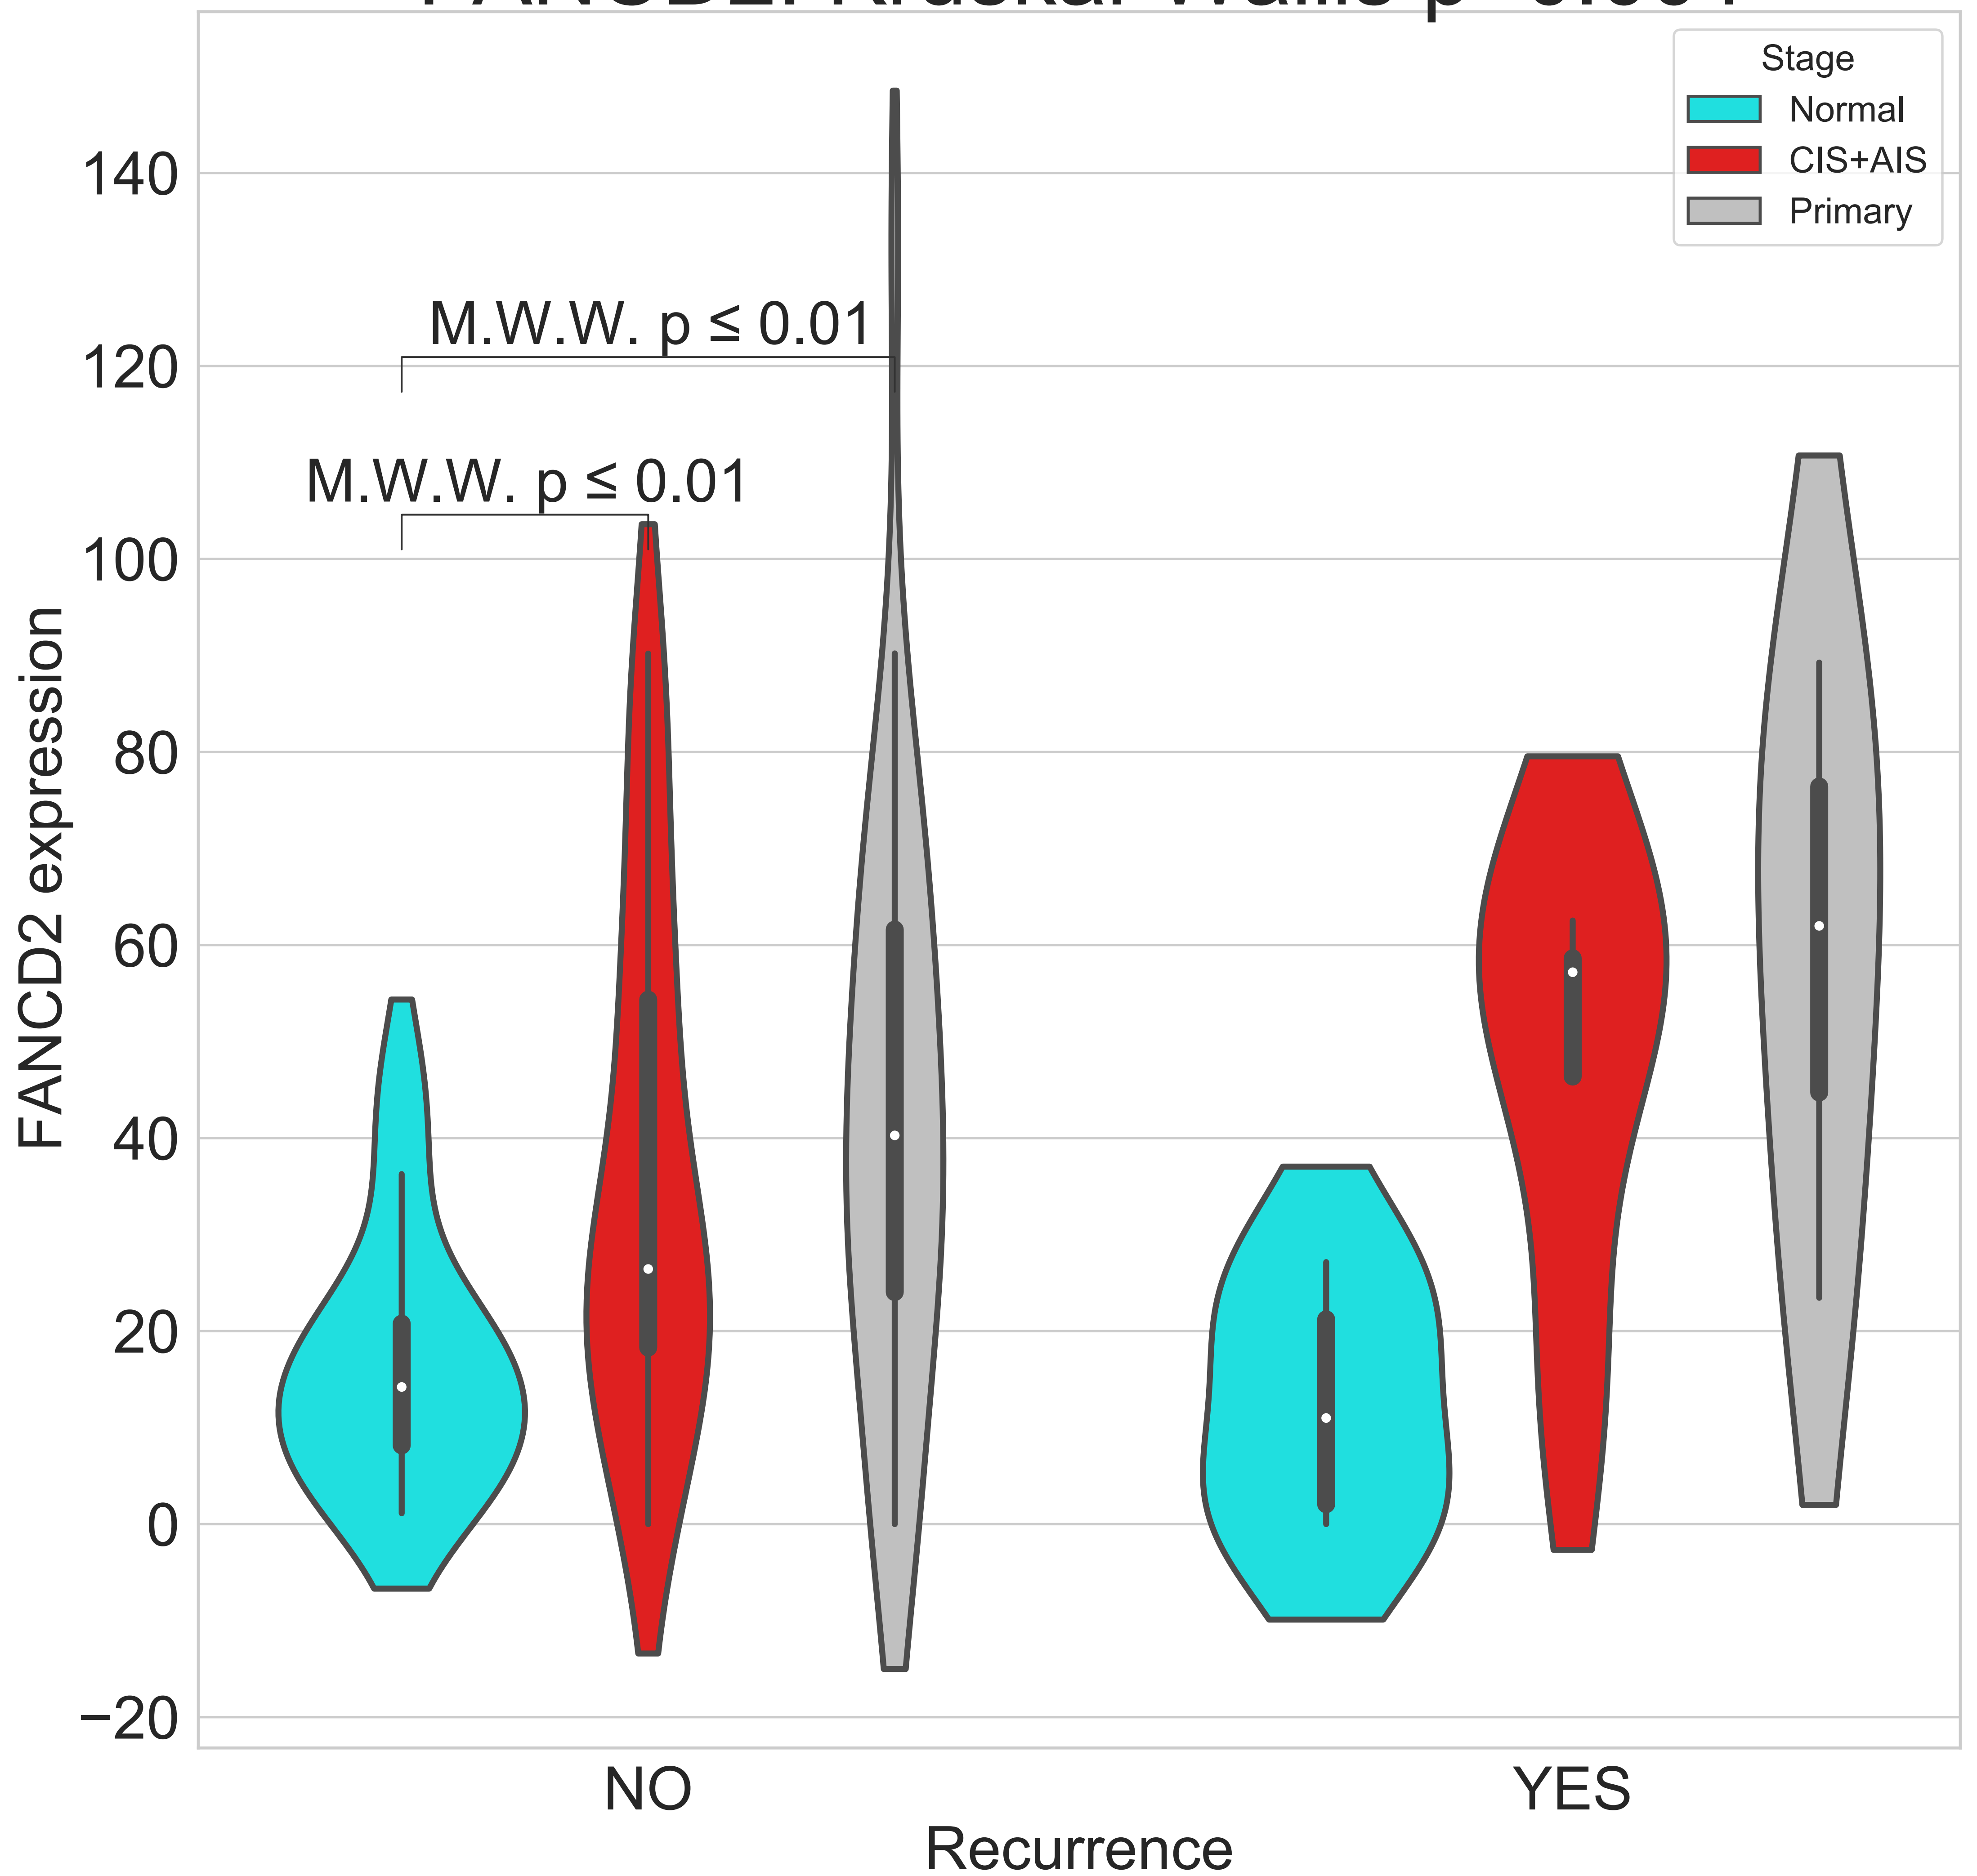 Stage
Normal
CIS+AIS
Primary
140
120
100
80
60
40
20
0
−20
FANCD2 expression
M.W.W. p ≤ 0.01
M.W.W. p ≤ 0.01
NO
YES
Recurrence